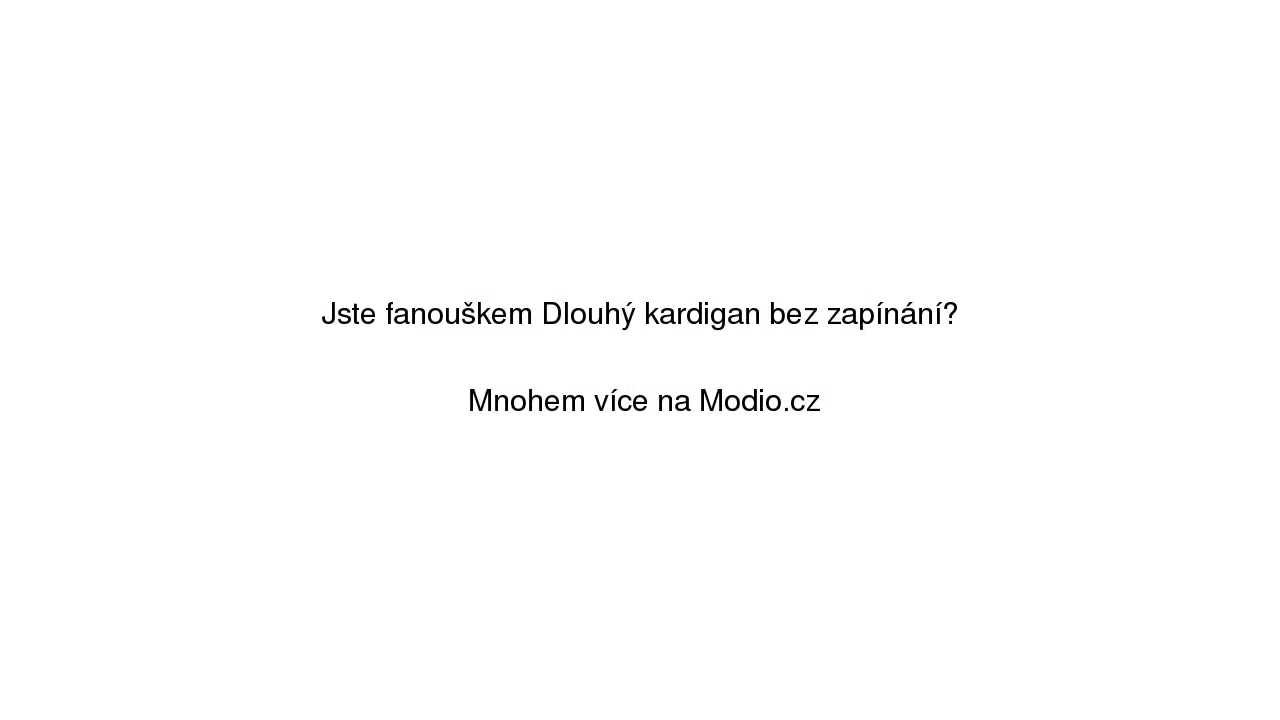 Jste fanouškem Dlouhý kardigan bez zapínání?
Mnohem více na Modio.cz